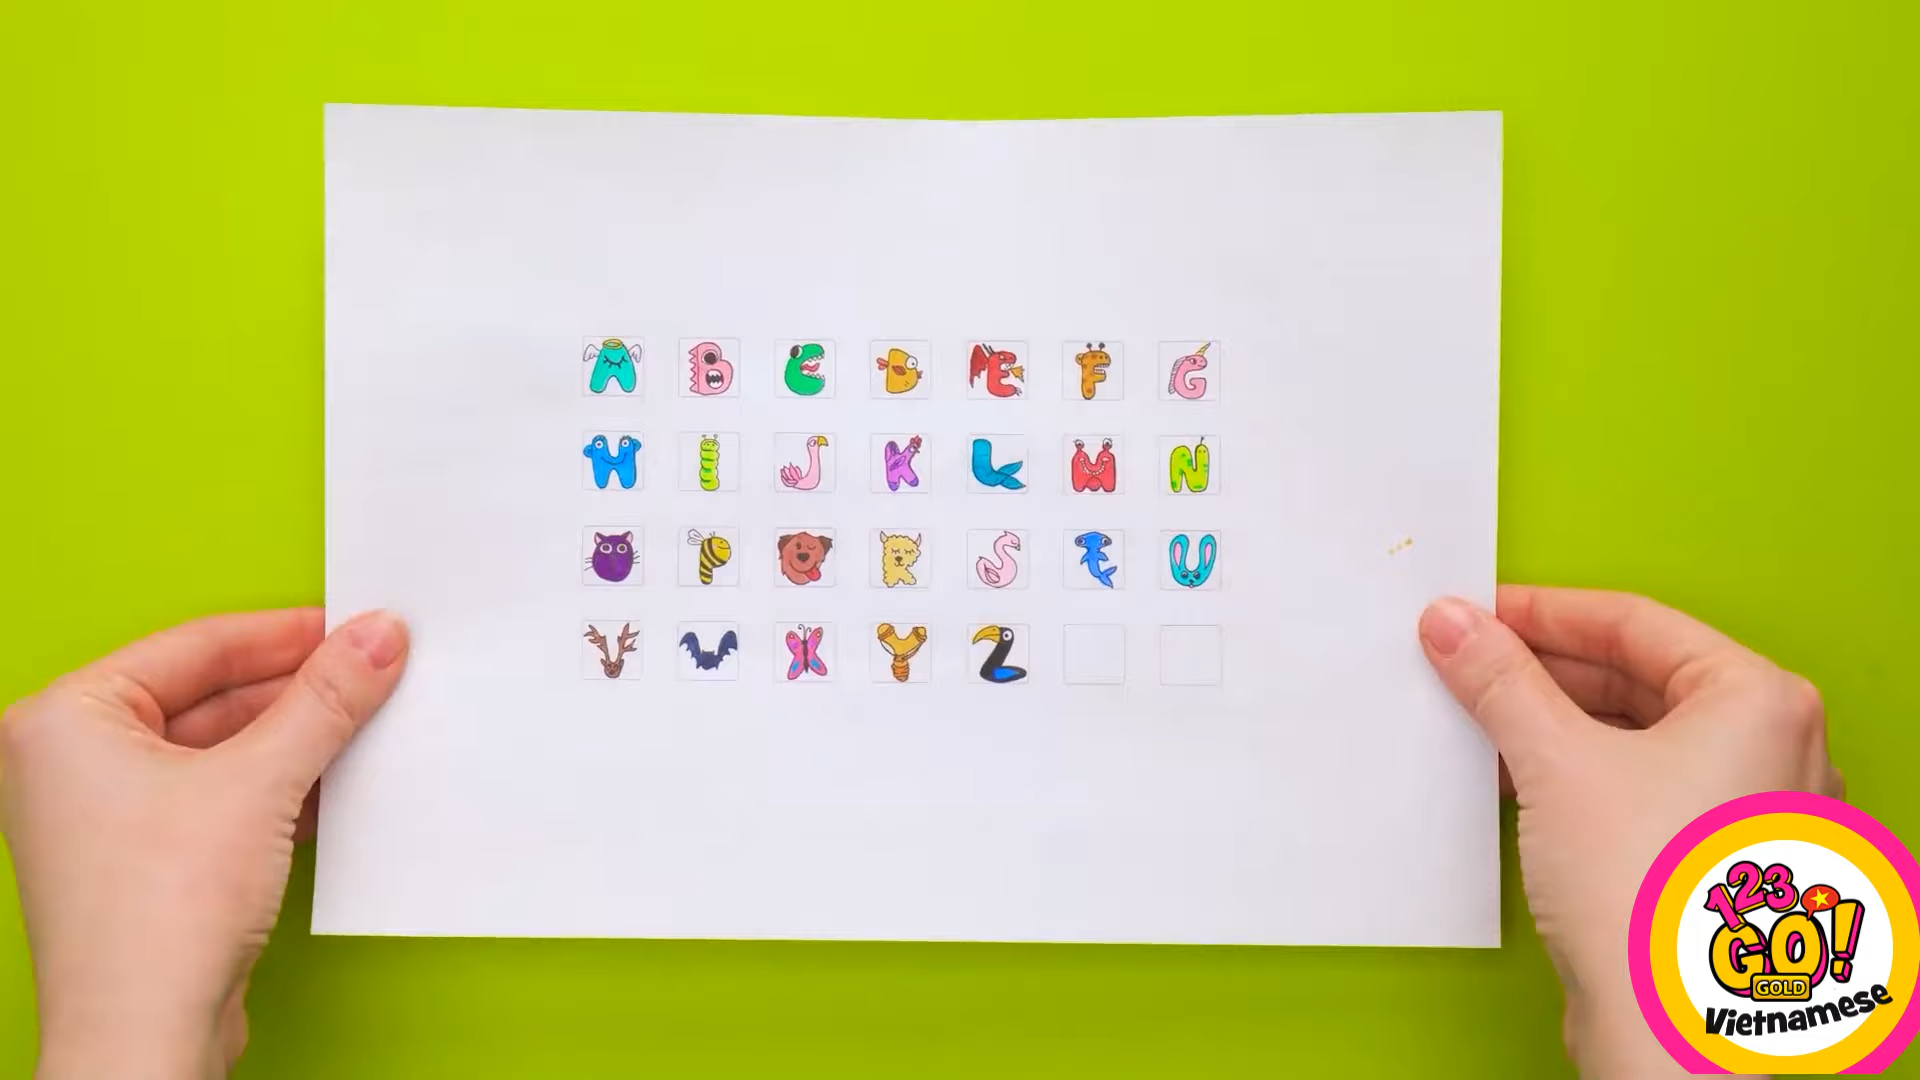 A B C D E F G
H I J K L M N
O P Q R S T U
V W X Y Z
123
GO!
GOLD
Vietnamese